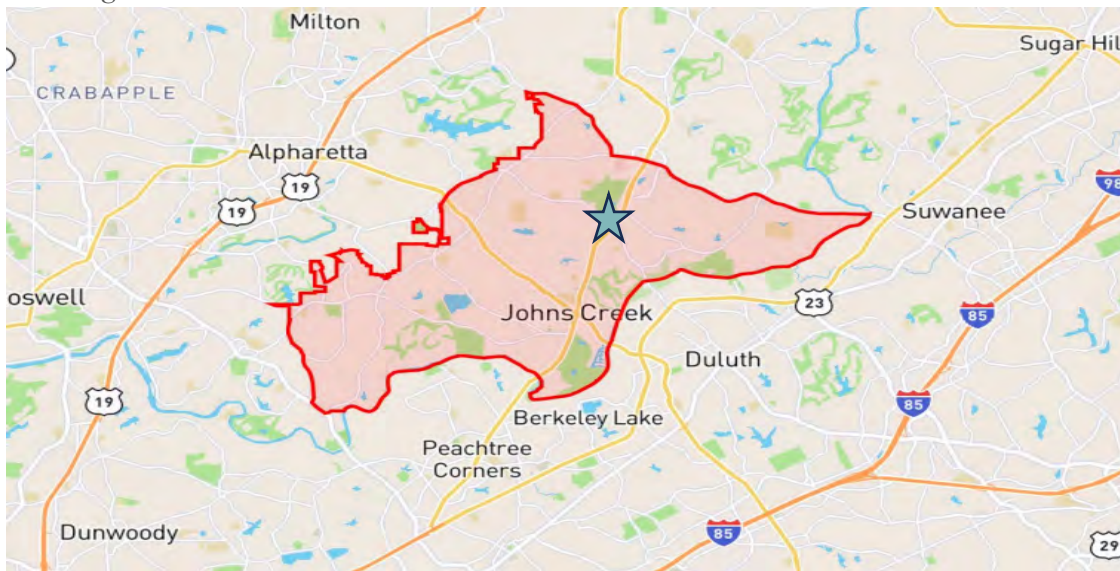 Milton
Sugar Hil
CRABAPPLE
Alpharetta
19
19
98
Suwanee
oswell
23
85
Johns Creek
Duluth
19
85
Berkeley Lake
Peachtree
Corners
Dunwoody
85
29